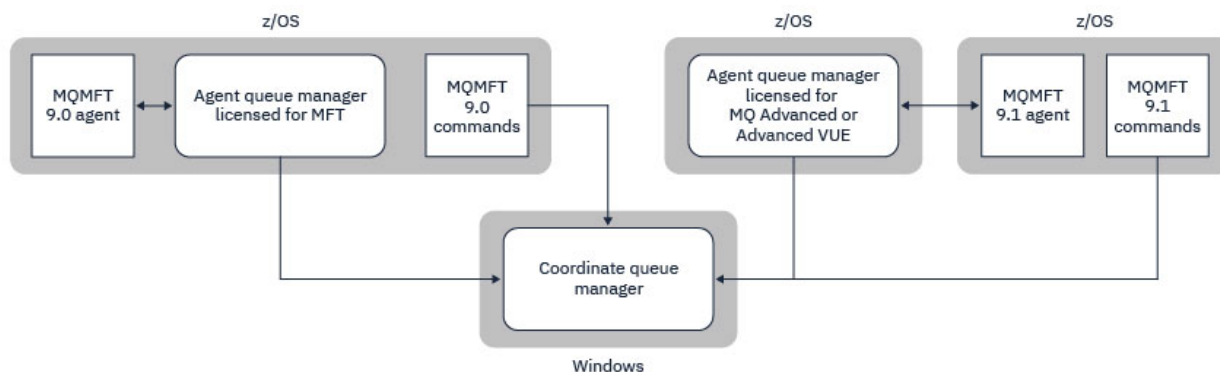 z/OS
z/OS
z/OS
MQMFT
9.0 agent
Agent queue manager
licensed for MFT
MQMFT
9.0
commands
Agent queue manager
licensed for
MQ Advanced or
Advanced VUE
MQMFT
9.1 agent
MQMFT
9.1
commands
Coordinate queue
manager
Windows